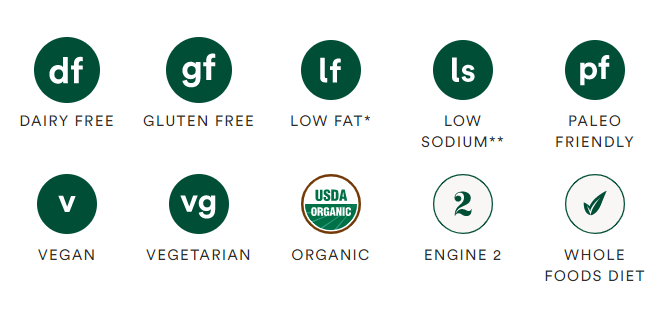 df gf lf ls pf
DAIRY FREE GLUTEN FREE LOW FAT* LOW SODIUM** PALEO FRIENDLY
v vg USDA ORGANIC 2
VEGAN VEGETARIAN ORGANIC ENGINE 2 WHOLE FOODS DIET